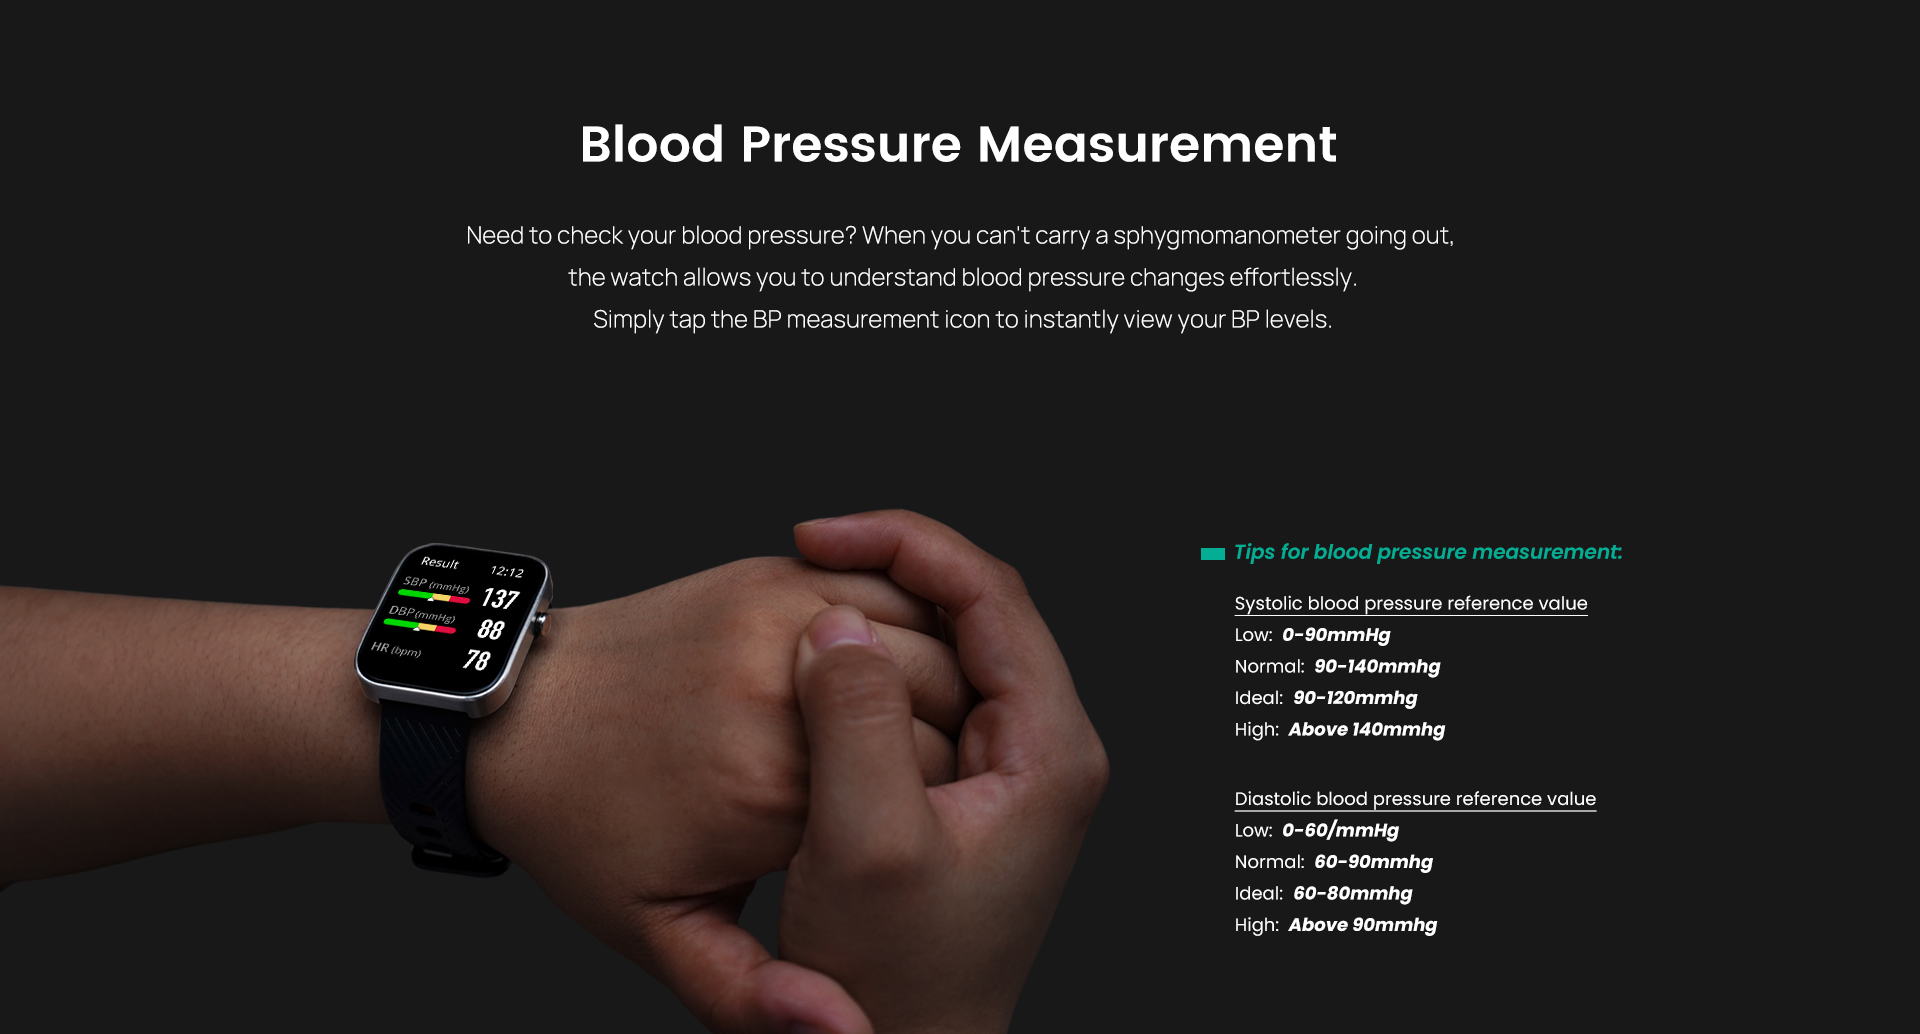 Blood Pressure Measurement
Need to check your blood pressure? When you can't carry a sphygmomanometer going out,
the watch allows you to understand blood pressure changes effortlessly.
Simply tap the BP measurement icon to instantly view your BP levels.
Result 12:12
SBP (mmHg) 137
DBP (mmHg) 88
HR (bpm) 78
Tips for blood pressure measurement:
Systolic blood pressure reference value
Low: 0-90mmHg
Normal: 90-140mmhg
Ideal: 90-120mmhg
High: Above 140mmhg
Diastolic blood pressure reference value
Low: 0-60/mmHg
Normal: 60-90mmhg
Ideal: 60-80mmhg
High: Above 90mmhg